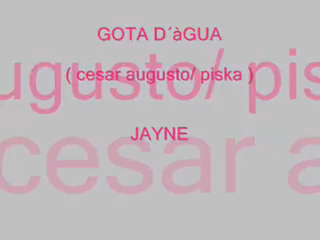 GOTA D´àGUA
( cesar augusto/ piska )
ugusto/ pis
JAYNE
cesar a